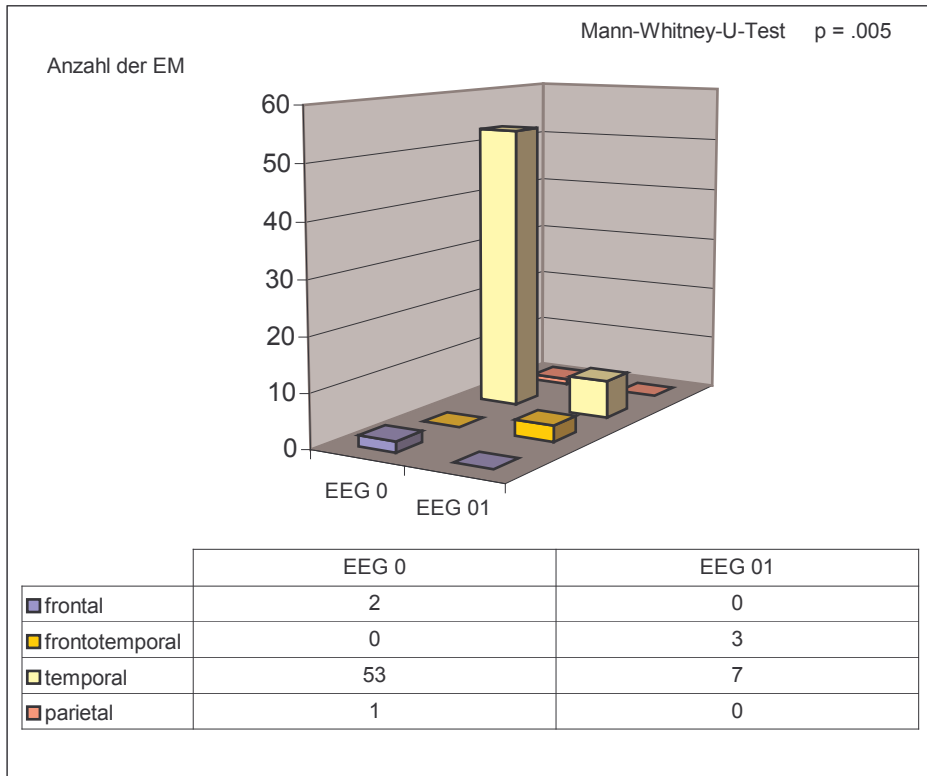 Mann-Whitney-U-Test p = .005
Anzahl der EM
60
50
40
30
20
10
0
EEG 0
EEG 01
EEG 0 EEG 01
frontal 2 0
frontotemporal 0 3
temporal 53 7
parietal 1 0